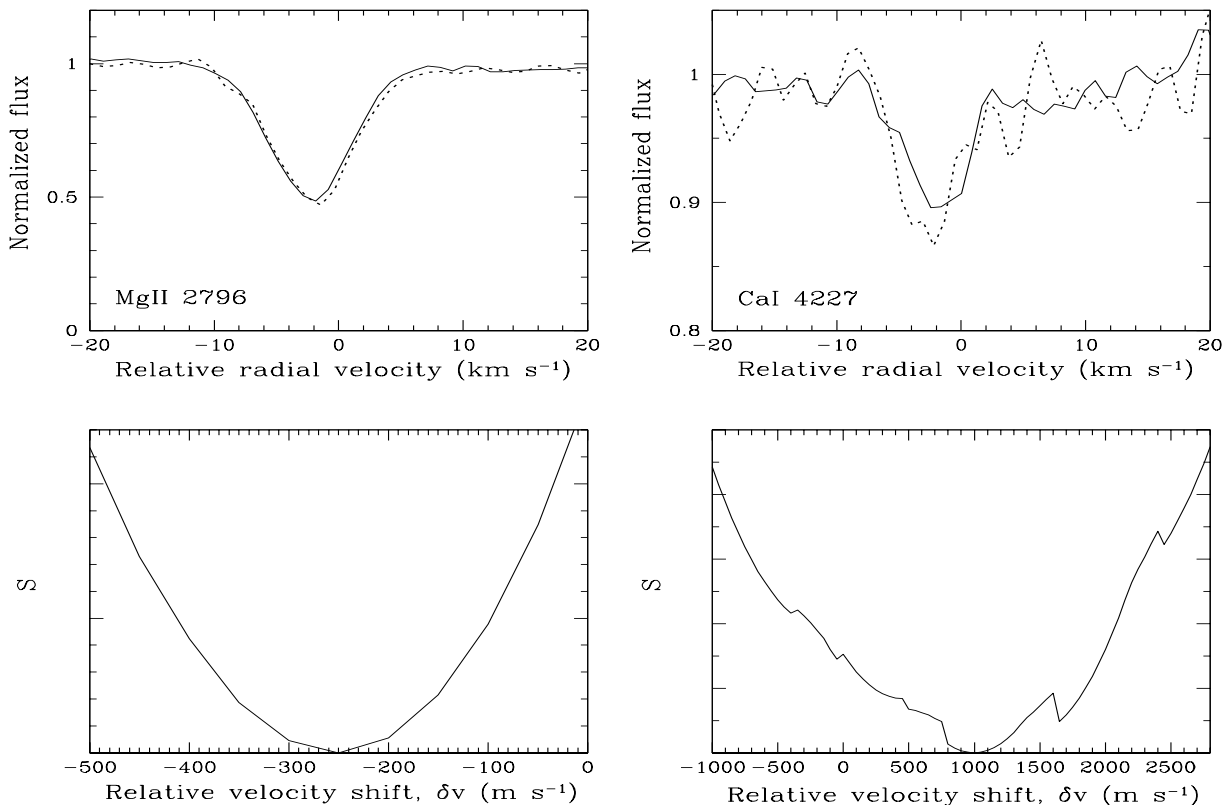 Normalized flux
1
0.5
0
MgII 2796
−20 −10 0 10 20
Relative radial velocity (km s⁻¹)
Normalized flux
1
0.9
0.8
CaI 4227
−20 −10 0 10 20
Relative radial velocity (km s⁻¹)
S
−500 −400 −300 −200 −100 0
Relative velocity shift, δv (m s⁻¹)
S
−1000 −500 0 500 1000 1500 2000 2500
Relative velocity shift, δv (m s⁻¹)